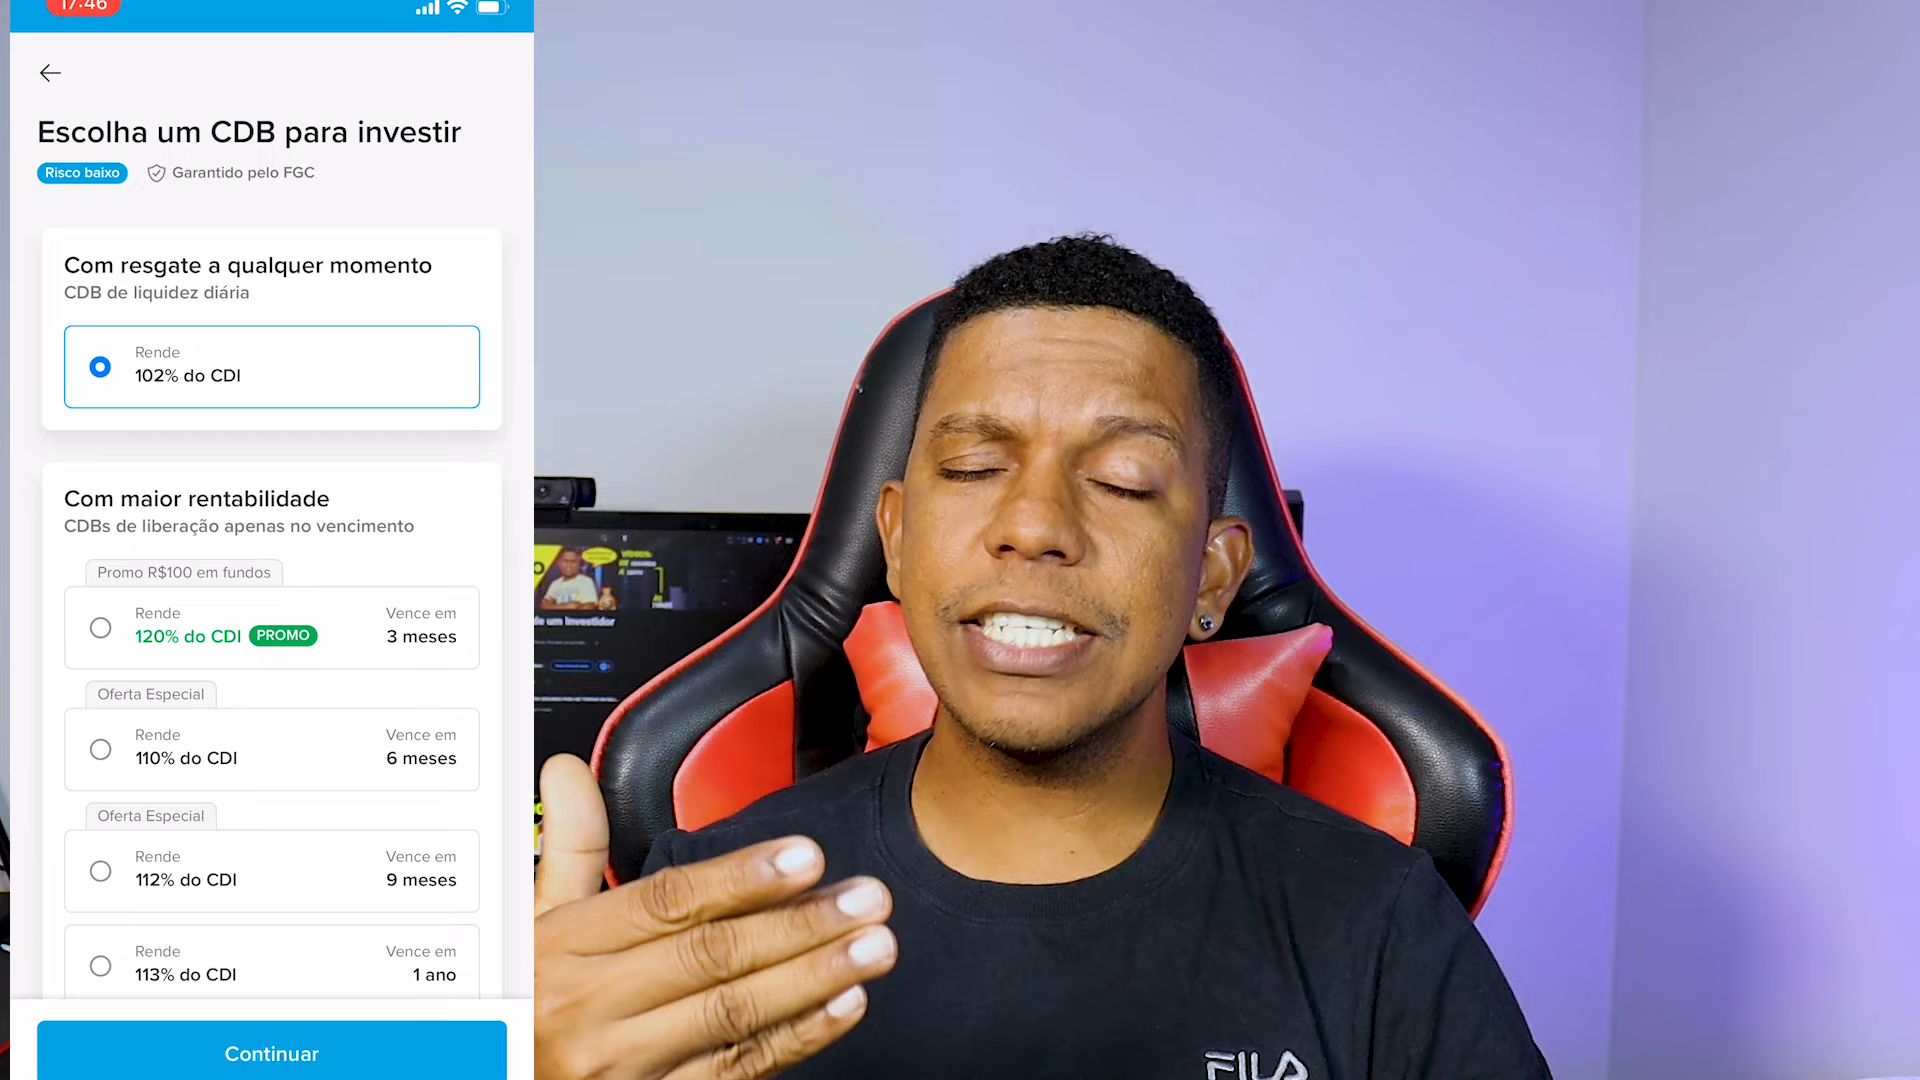 17:46
Escolha um CDB para investir
Risco baixo
Garantido pelo FGC
Com resgate a qualquer momento
CDB de liquidez diária
Rende
102% do CDI
Com maior rentabilidade
CDBs de liberação apenas no vencimento
Promo R$100 em fundos
Rende
Vence em
120% do CDI PROMO
3 meses
Oferta Especial
Rende
Vence em
110% do CDI
6 meses
Oferta Especial
Rende
Vence em
112% do CDI
9 meses
Rende
Vence em
113% do CDI
1 ano
Continuar
de um Investidor
FILA